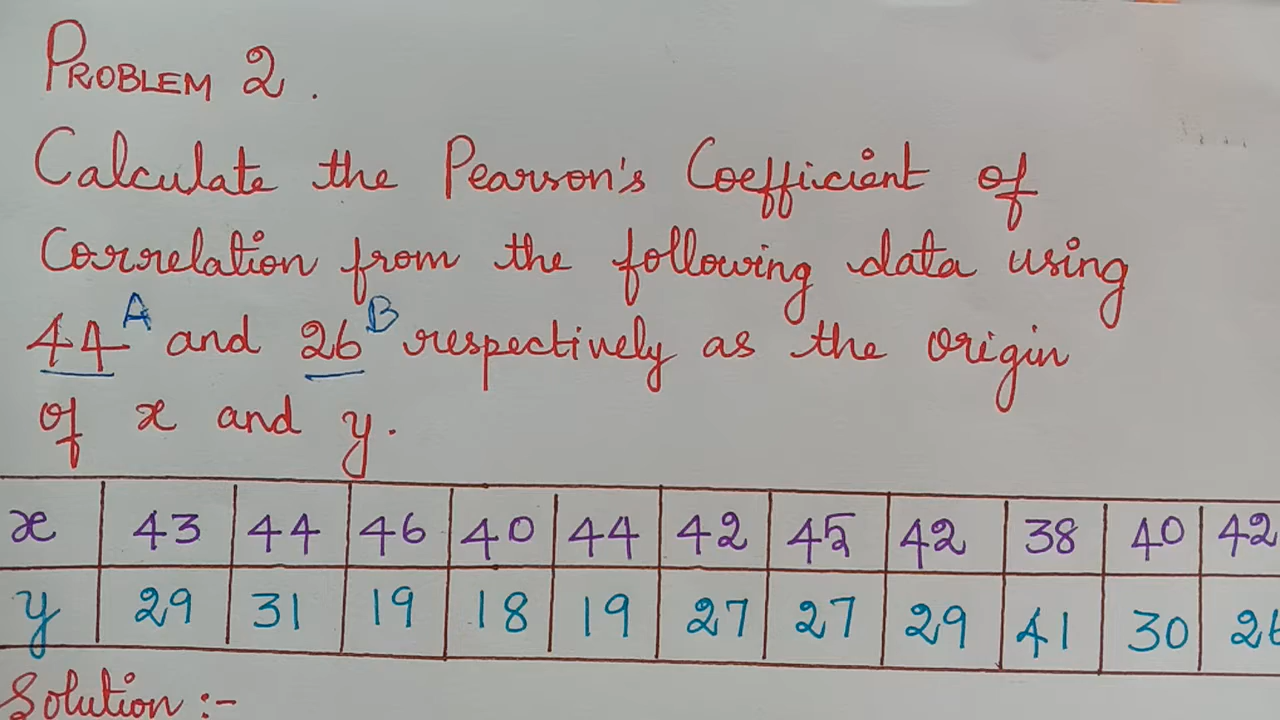 PROBLEM 2.
Calculate the Pearson's Coefficient of
Correlation from the following data using
44 A and 26 B respectively as the origin
of x and y.
x 43 44 46 40 44 42 45 42 38 40 42
y 29 31 19 18 19 27 27 29 41 30 26
Solution :-